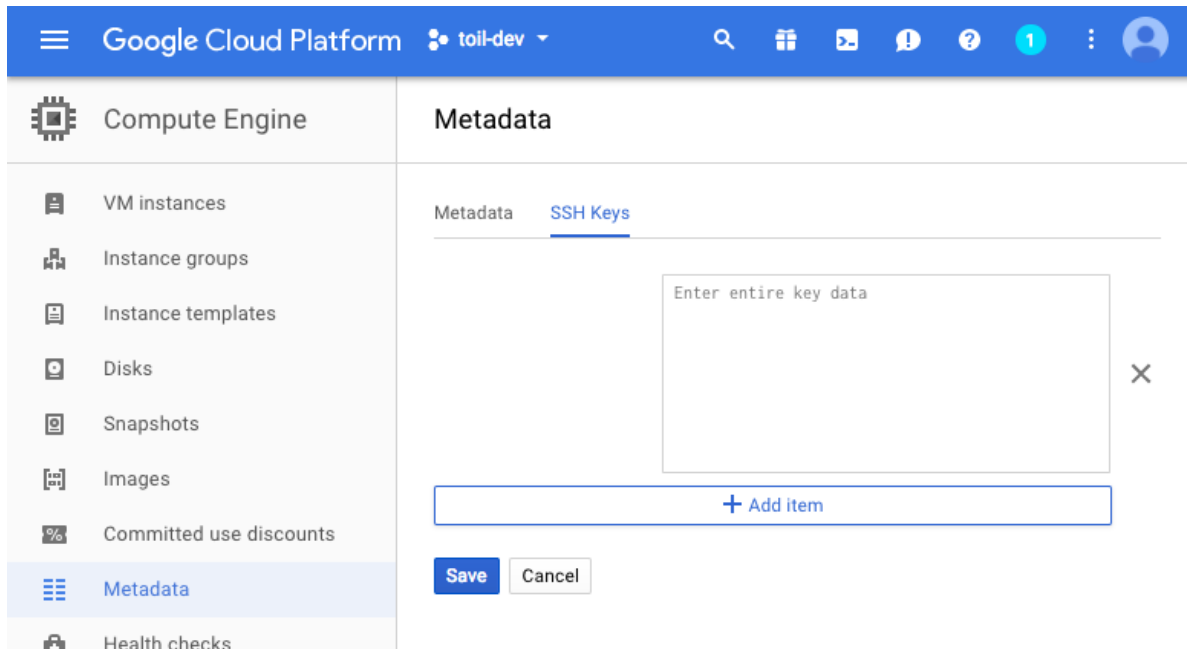 Google Cloud Platform toil-dev 1
Compute Engine
VM instances
Instance groups
Instance templates
Disks
Snapshots
Images
Committed use discounts
Metadata
Health checks
Metadata
Metadata SSH Keys
Enter entire key data
+ Add item
Save Cancel